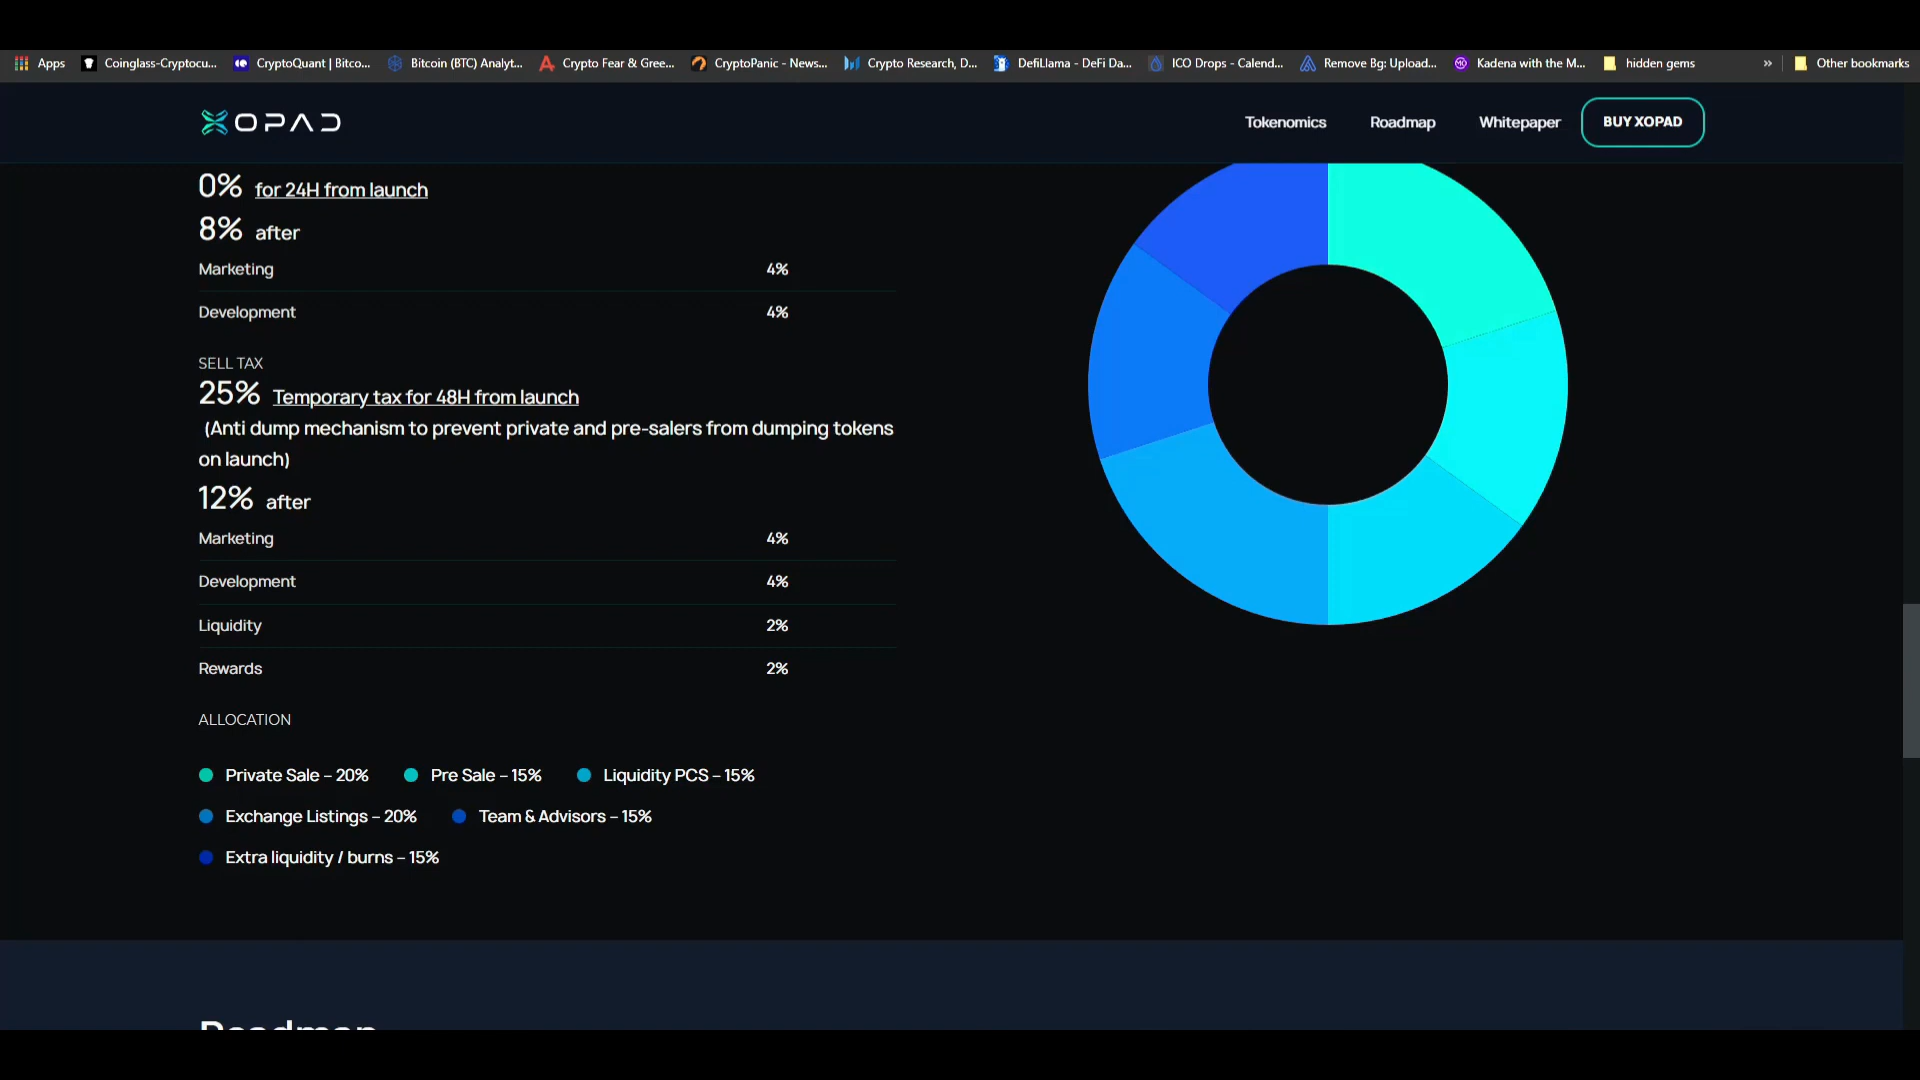 Apps Coinglass-Cryptocu... CryptoQuant | Bitco... Bitcoin (BTC) Analyt... Crypto Fear & Gree... CryptoPanic - News... Crypto Research, D... DefiLlama - DeFi Da... ICO Drops - Calend... Remove Bg: Upload... Kadena with the M... hidden gems » Other bookmarks
XOPAD Tokenomics Roadmap Whitepaper BUY XOPAD
0% for 24H from launch
8% after
Marketing 4%
Development 4%
SELL TAX
25% Temporary tax for 48H from launch
(Anti dump mechanism to prevent private and pre-salers from dumping tokens
on launch)
12% after
Marketing 4%
Development 4%
Liquidity 2%
Rewards 2%
ALLOCATION
Private Sale – 20% Pre Sale – 15% Liquidity PCS – 15%
Exchange Listings – 20% Team & Advisors – 15%
Extra liquidity / burns – 15%
Roadmap